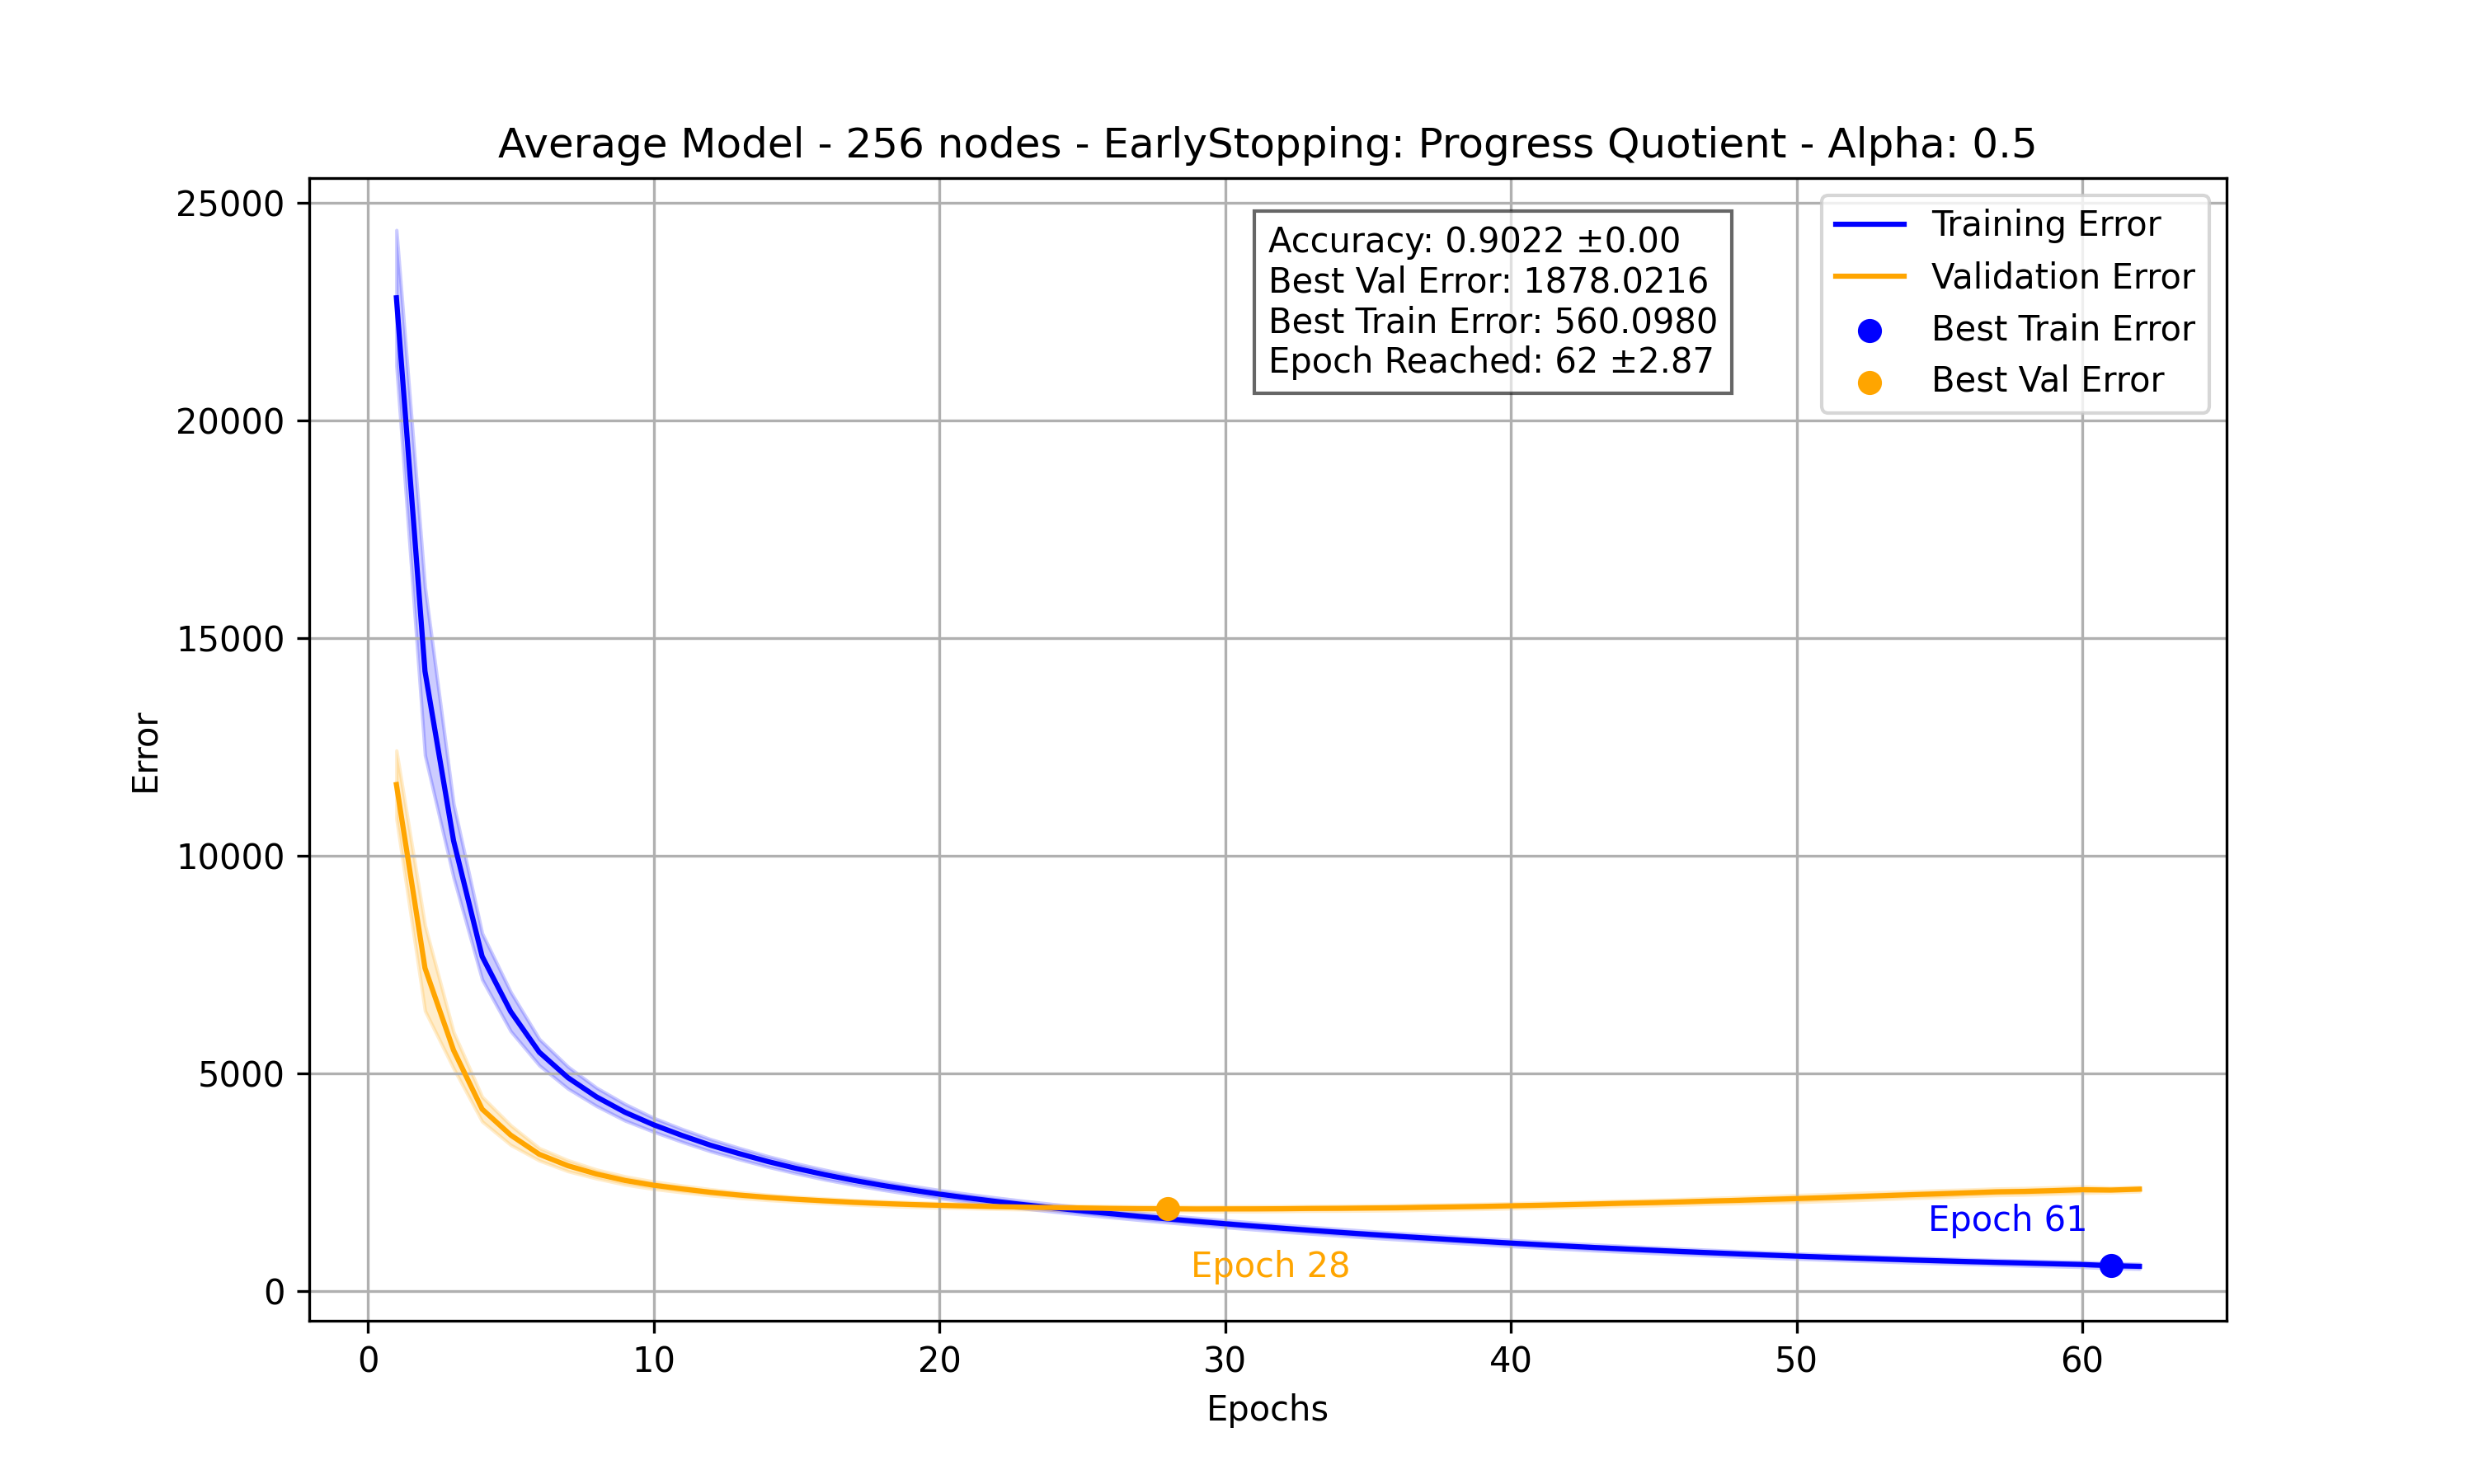 Average Model - 256 nodes - EarlyStopping: Progress Quotient - Alpha: 0.5
25000
20000
15000
10000
5000
0
Error
Accuracy: 0.9022 ±0.00
Best Val Error: 1878.0216
Best Train Error: 560.0980
Epoch Reached: 62 ±2.87
Training Error
Validation Error
Best Train Error
Best Val Error
Epoch 61
Epoch 28
0 10 20 30 40 50 60
Epochs